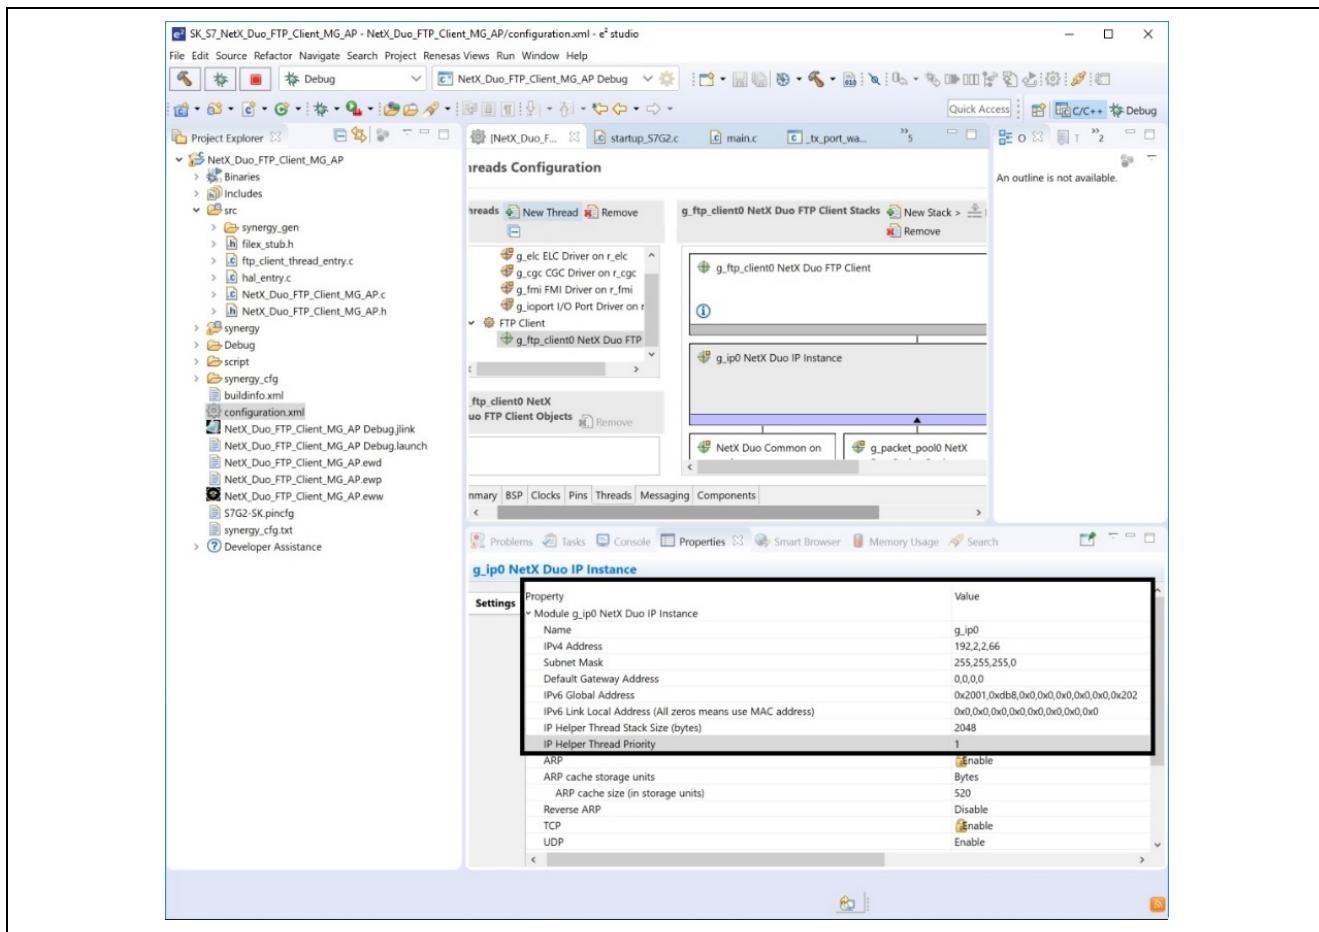 SK_S7_NetX_Duo_FTP_Client_MG_AP - NetX_Duo_FTP_Client_MG_AP/configuration.xml - e² studio
File Edit Source Refactor Navigate Search Project Renesas Views Run Window Help
Debug
NetX_Duo_FTP_Client_MG_AP Debug
Quick Access
C/C++
Debug
Project Explorer
[NetX_Duo_F...
startup_S7G2.c
main.c
_tx_port_wa...
"5
O
T
"2
NetX_Duo_FTP_Client_MG_AP
Binaries
Includes
src
synergy_gen
filex_stub.h
ftp_client_thread_entry.c
hal_entry.c
NetX_Duo_FTP_Client_MG_AP.c
NetX_Duo_FTP_Client_MG_AP.h
synergy
Debug
script
synergy_cfg
buildinfo.xml
configuration.xml
NetX_Duo_FTP_Client_MG_AP Debug.jlink
NetX_Duo_FTP_Client_MG_AP Debug.launch
NetX_Duo_FTP_Client_MG_AP.ewd
NetX_Duo_FTP_Client_MG_AP.ewp
NetX_Duo_FTP_Client_MG_AP.eww
S7G2-SK.pincfg
synergy_cfg.txt
Developer Assistance
reads Configuration
hreads
New Thread
Remove
g_elc ELC Driver on r_elc
g_cgc CGC Driver on r_cgc
g_fmi FMI Driver on r_fmi
g_ioport I/O Port Driver on r
FTP Client
g_ftp_client0 NetX Duo FTP
_ftp_client0 NetX
uo FTP Client Objects
Remove
g_ftp_client0 NetX Duo FTP Client Stacks
New Stack >
Remove
g_ftp_client0 NetX Duo FTP Client
g_ip0 NetX Duo IP Instance
NetX Duo Common on
g_packet_pool0 NetX
nmary BSP Clocks Pins Threads Messaging Components
An outline is not available.
Problems Tasks Console Properties Smart Browser Memory Usage Search
g_ip0 NetX Duo IP Instance
Settings
Property Value
Module g_ip0 NetX Duo IP Instance
Name g_ip0
IPv4 Address 192,2,2,66
Subnet Mask 255,255,255,0
Default Gateway Address 0,0,0,0
IPv6 Global Address 0x2001,0xdb8,0x0,0x0,0x0,0x0,0x0,0x202
IPv6 Link Local Address (All zeros means use MAC address) 0x0,0x0,0x0,0x0,0x0,0x0,0x0,0x0
IP Helper Thread Stack Size (bytes) 2048
IP Helper Thread Priority 1
ARP Enable
ARP cache storage units Bytes
ARP cache size (in storage units) 520
Reverse ARP Disable
TCP Enable
UDP Enable